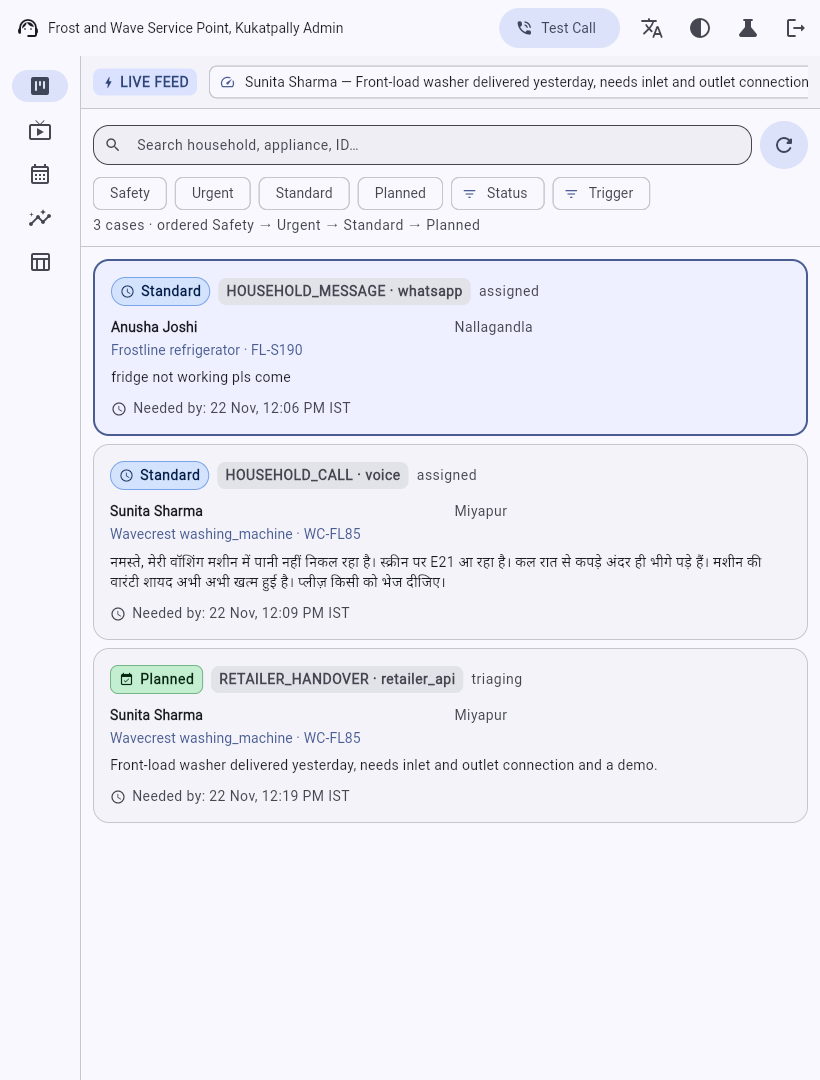 Frost and Wave Service Point, Kukatpally Admin
Test Call
LIVE FEED
Sunita Sharma — Front-load washer delivered yesterday, needs inlet and outlet connection
Search household, appliance, ID…
Safety
Urgent
Standard
Planned
Status
Trigger
3 cases · ordered Safety → Urgent → Standard → Planned
Standard HOUSEHOLD_MESSAGE · whatsapp assigned
Anusha Joshi Nallagandla
Frostline refrigerator · FL-S190
fridge not working pls come
Needed by: 22 Nov, 12:06 PM IST
Standard HOUSEHOLD_CALL · voice assigned
Sunita Sharma Miyapur
Wavecrest washing_machine · WC-FL85
नमस्ते, मेरी वॉशिंग मशीन में पानी नहीं निकल रहा है। स्क्रीन पर E21 आ रहा है। कल रात से कपड़े अंदर ही भीगे पड़े हैं। मशीन की
वारंटी शायद अभी अभी खत्म हुई है। प्लीज़ किसी को भेज दीजिए।
Needed by: 22 Nov, 12:09 PM IST
Planned RETAILER_HANDOVER · retailer_api triaging
Sunita Sharma Miyapur
Wavecrest washing_machine · WC-FL85
Front-load washer delivered yesterday, needs inlet and outlet connection and a demo.
Needed by: 22 Nov, 12:19 PM IST